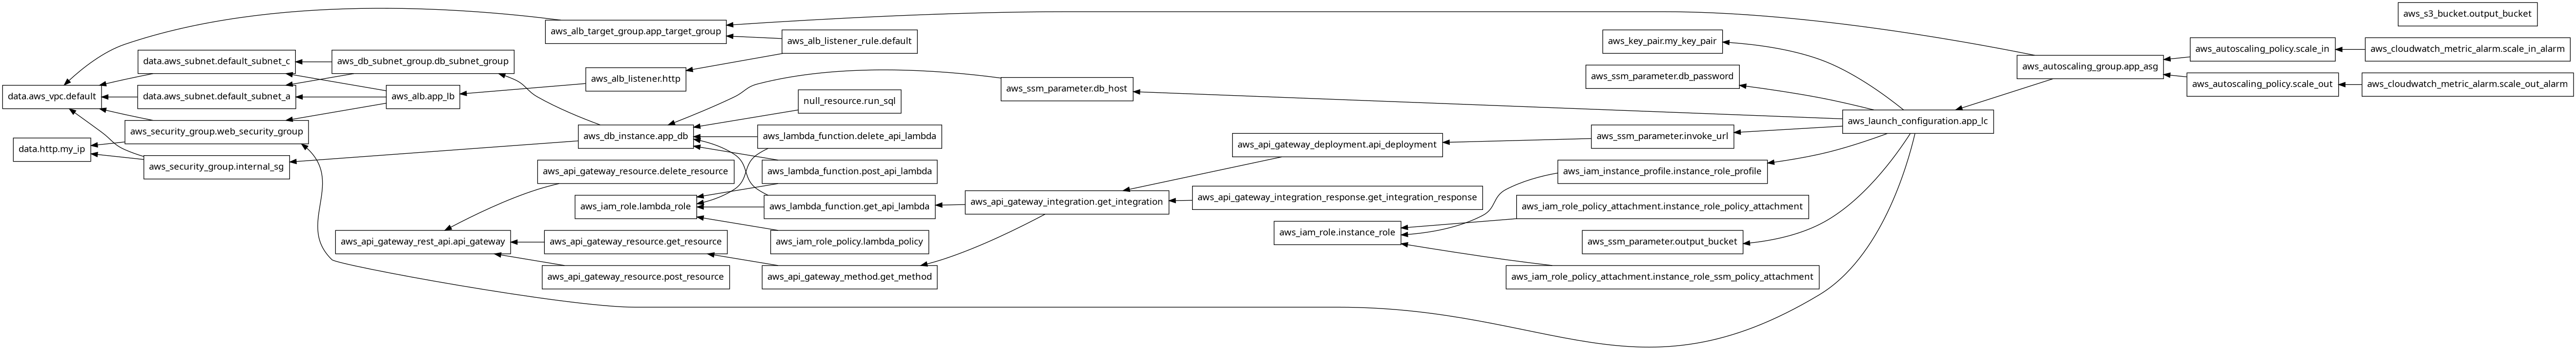 aws_s3_bucket.output_bucket
aws_alb_target_group.app_target_group
aws_alb_listener_rule.default
aws_key_pair.my_key_pair
aws_autoscaling_policy.scale_in
aws_cloudwatch_metric_alarm.scale_in_alarm
data.aws_subnet.default_subnet_c
aws_db_subnet_group.db_subnet_group
aws_autoscaling_group.app_asg
aws_alb_listener.http
aws_ssm_parameter.db_password
aws_autoscaling_policy.scale_out
aws_cloudwatch_metric_alarm.scale_out_alarm
data.aws_vpc.default
data.aws_subnet.default_subnet_a
aws_alb.app_lb
aws_ssm_parameter.db_host
null_resource.run_sql
aws_launch_configuration.app_lc
aws_security_group.web_security_group
aws_db_instance.app_db
aws_lambda_function.delete_api_lambda
aws_ssm_parameter.invoke_url
data.http.my_ip
aws_api_gateway_deployment.api_deployment
aws_security_group.internal_sg
aws_api_gateway_resource.delete_resource
aws_lambda_function.post_api_lambda
aws_iam_instance_profile.instance_role_profile
aws_api_gateway_integration_response.get_integration_response
aws_iam_role.lambda_role
aws_lambda_function.get_api_lambda
aws_api_gateway_integration.get_integration
aws_iam_role_policy_attachment.instance_role_policy_attachment
aws_iam_role.instance_role
aws_api_gateway_rest_api.api_gateway
aws_api_gateway_resource.get_resource
aws_iam_role_policy.lambda_policy
aws_ssm_parameter.output_bucket
aws_api_gateway_resource.post_resource
aws_api_gateway_method.get_method
aws_iam_role_policy_attachment.instance_role_ssm_policy_attachment